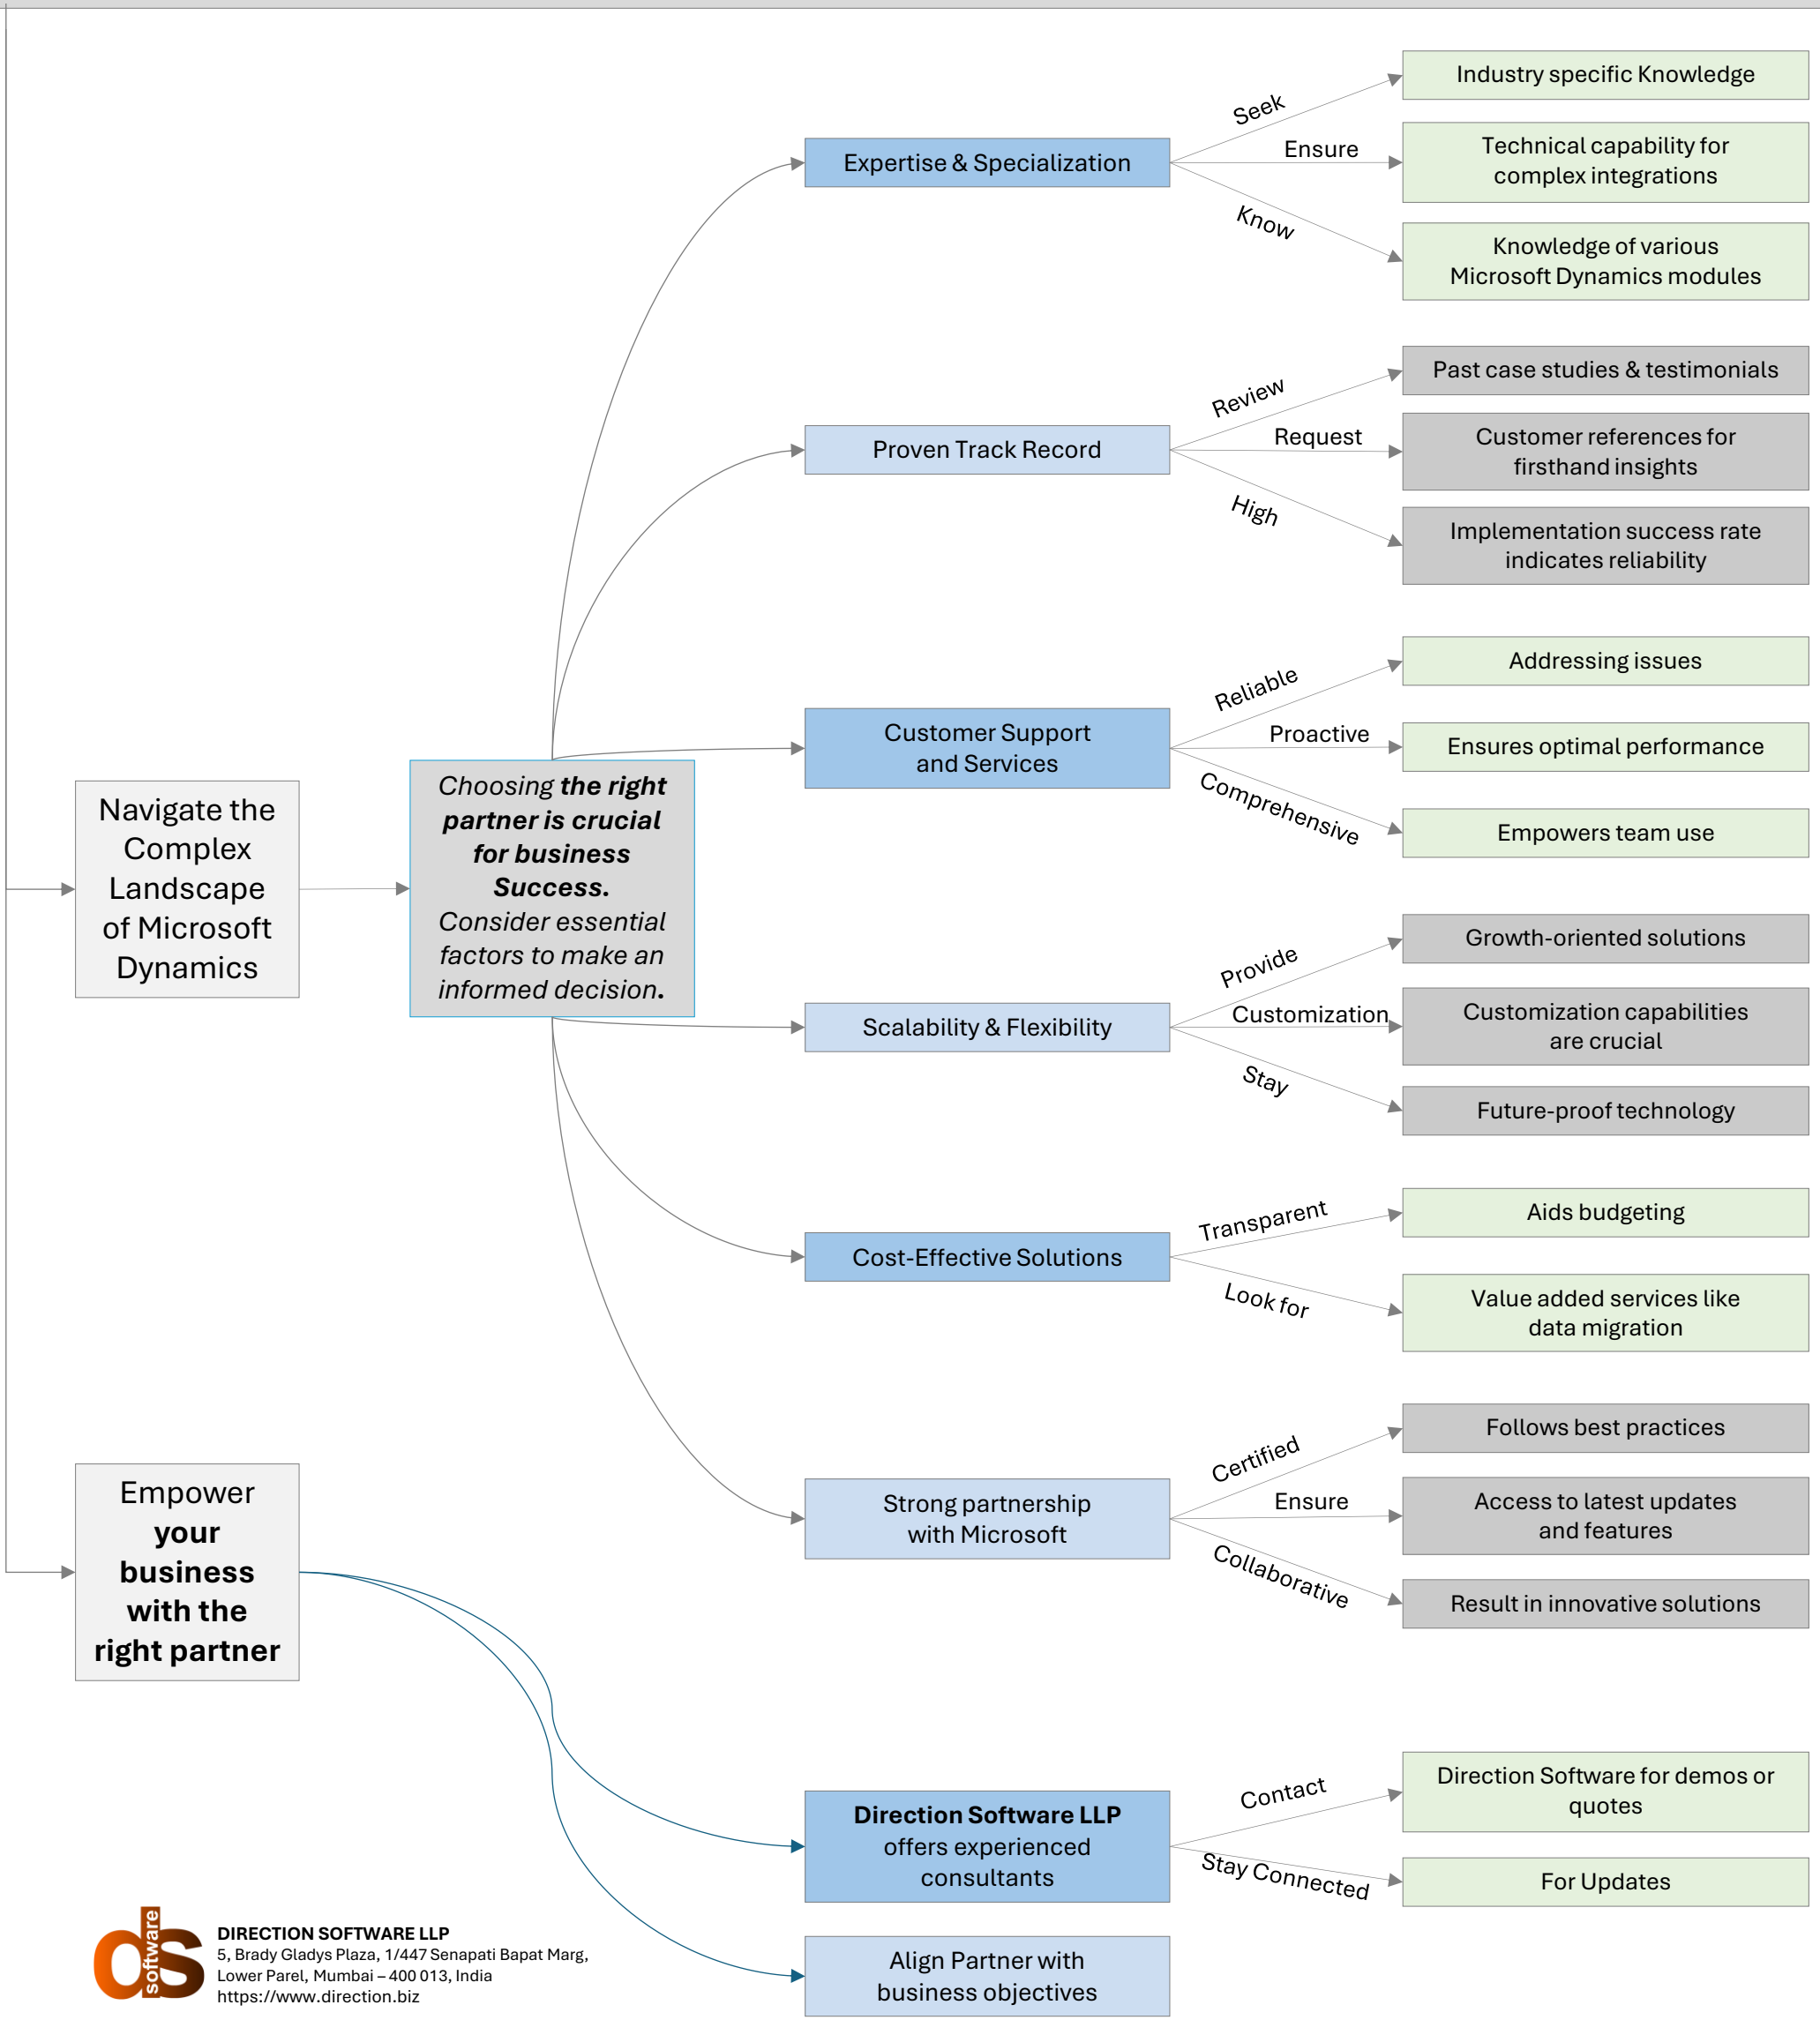 Navigate the
Complex
Landscape
of Microsoft
Dynamics
Choosing the right
partner is crucial
for business
Success.
Consider essential
factors to make an
informed decision.
Expertise & Specialization
Seek
Industry specific Knowledge
Ensure
Technical capability for
complex integrations
Know
Knowledge of various
Microsoft Dynamics modules
Proven Track Record
Review
Past case studies & testimonials
Request
Customer references for
firsthand insights
High
Implementation success rate
indicates reliability
Customer Support
and Services
Reliable
Addressing issues
Proactive
Ensures optimal performance
Comprehensive
Empowers team use
Scalability & Flexibility
Provide
Growth-oriented solutions
Customization
Customization capabilities
are crucial
Stay
Future-proof technology
Cost-Effective Solutions
Transparent
Aids budgeting
Look for
Value added services like
data migration
Strong partnership
with Microsoft
Certified
Follows best practices
Ensure
Access to latest updates
and features
Collaborative
Result in innovative solutions
Empower
your
business
with the
right partner
Direction Software LLP
offers experienced
consultants
Contact
Direction Software for demos or
quotes
Stay Connected
For Updates
Align Partner with
business objectives
ds
software
DIRECTION SOFTWARE LLP
5, Brady Gladys Plaza, 1/447 Senapati Bapat Marg,
Lower Parel, Mumbai – 400 013, India
https://www.direction.biz